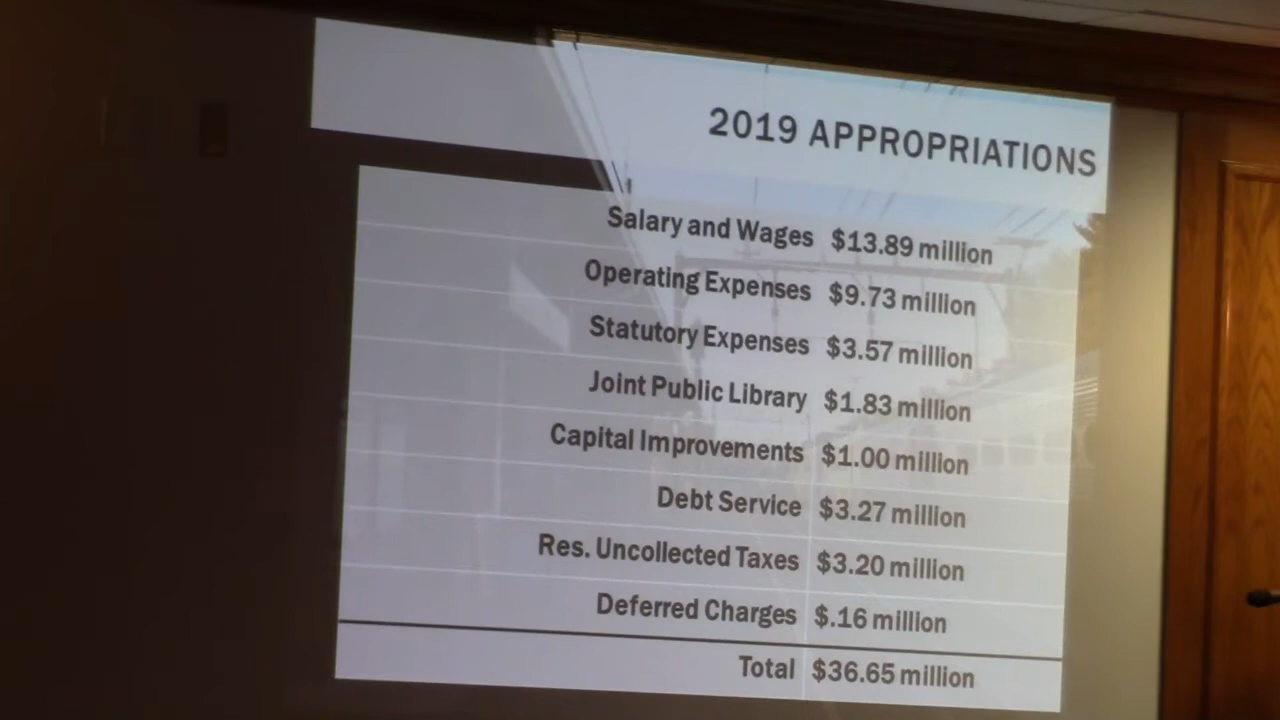 2019 APPROPRIATIONS
Salary and Wages $13.89 million
Operating Expenses $9.73 million
Statutory Expenses $3.57 million
Joint Public Library $1.83 million
Capital Improvements $1.00 million
Debt Service $3.27 million
Res. Uncollected Taxes $3.20 million
Deferred Charges $.16 million
Total $36.65 million